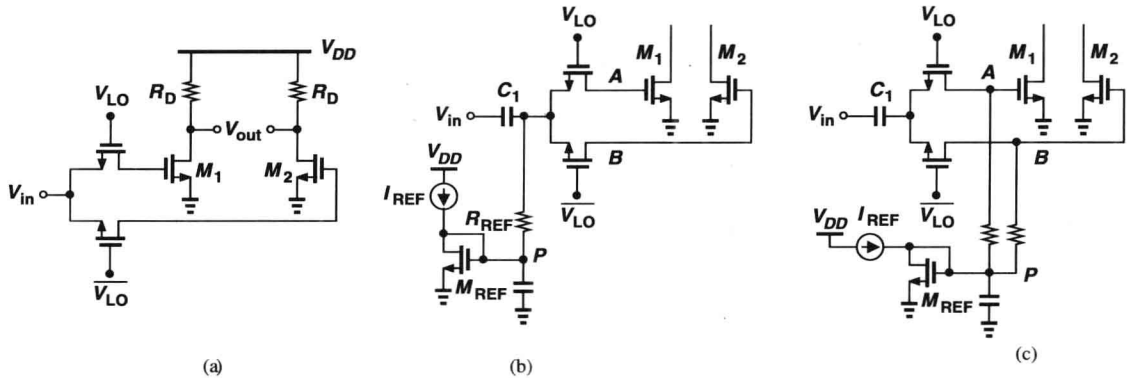 V_DD
R_D R_D
V_LO
V_out
V_in
M_1 M_2
V_LO
(a)
V_LO
M_1 M_2
A
C_1
V_in
V_DD
B
I_REF
V_LO
R_REF
P
M_REF
(b)
V_LO
M_1 M_2
A
C_1
V_in
B
V_LO
V_DD I_REF
P
M_REF
(c)